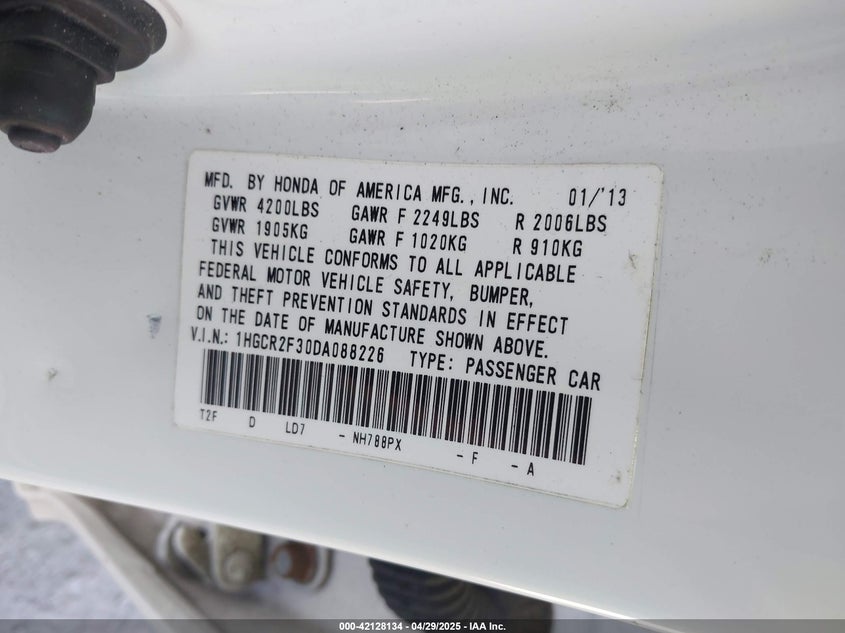 MFD. BY HONDA OF AMERICA MFG., INC. 01/'13
GVWR 4200LBS GAWR F 2249LBS R 2006LBS
GVWR 1905KG GAWR F 1020KG R 910KG
THIS VEHICLE CONFORMS TO ALL APPLICABLE
FEDERAL MOTOR VEHICLE SAFETY, BUMPER,
AND THEFT PREVENTION STANDARDS IN EFFECT
ON THE DATE OF MANUFACTURE SHOWN ABOVE.
V.I.N.: 1HGCR2F30DA088226 TYPE: PASSENGER CAR
T2F D LD7 - NH788PX - F - A
000-42128134 - 04/29/2025 - IAA Inc.